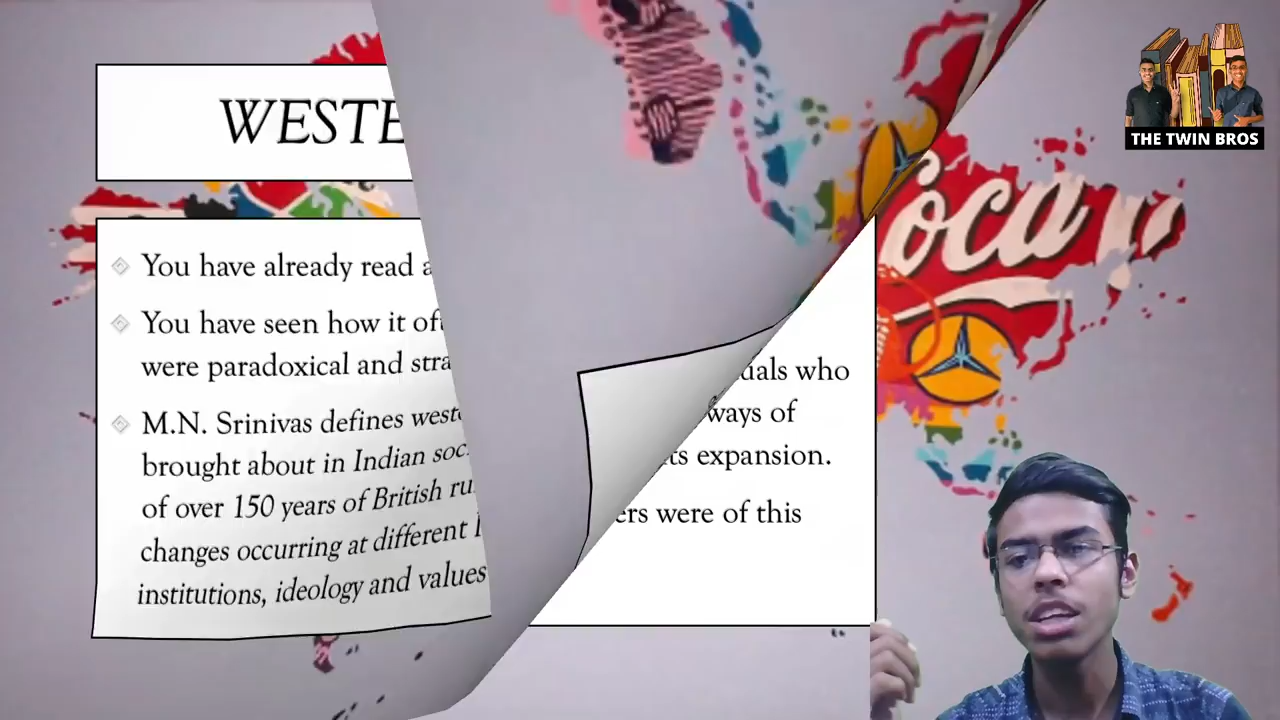 WESTE
You have already read a
You have seen how it of
were paradoxical and stra
M.N. Srinivas defines weste
brought about in Indian soc
of over 150 years of British ru
changes occurring at different l
institutions, ideology and values
uals who
ways of
ts expansion.
ers were of this
oca
THE TWIN BROS